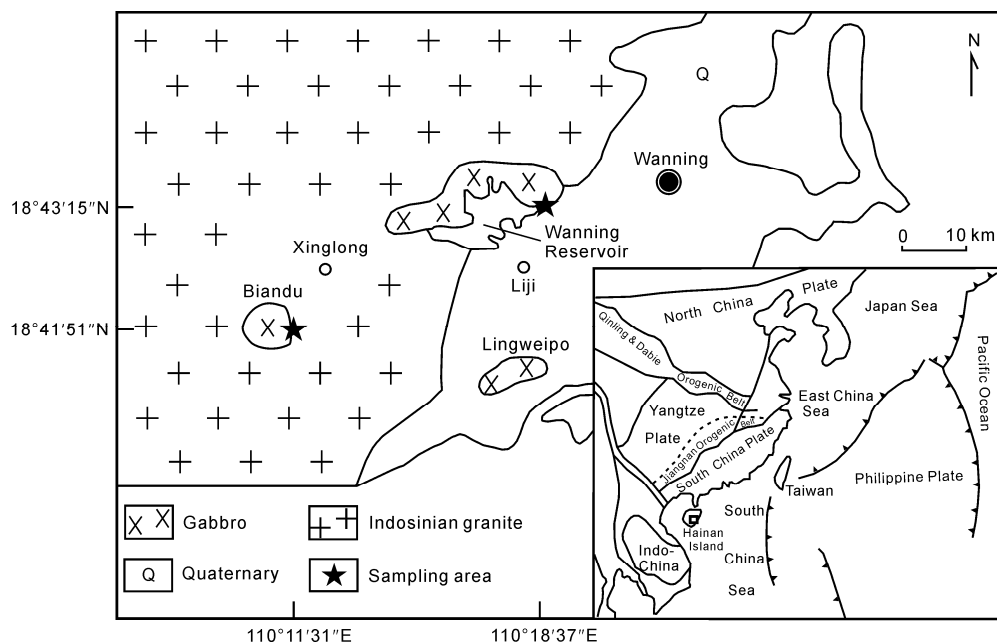 N
Q
Wanning
18°43′15″N
Wanning
Reservoir
0 10 km
Xinglong
Liji
Biandu
18°41′51″N
Lingweipo
North China Plate
Japan Sea
Qinling & Dabie
Orogenic Belt
Pacific Ocean
East China
Sea
Yangtze
Plate
Jiangnan Orogenic Belt
South China Plate
Philippine Plate
Taiwan
South
China
Sea
Hainan
Island
Indo-
China
Gabbro
Indosinian granite
Q
Quaternary
Sampling area
110°11′31″E
110°18′37″E